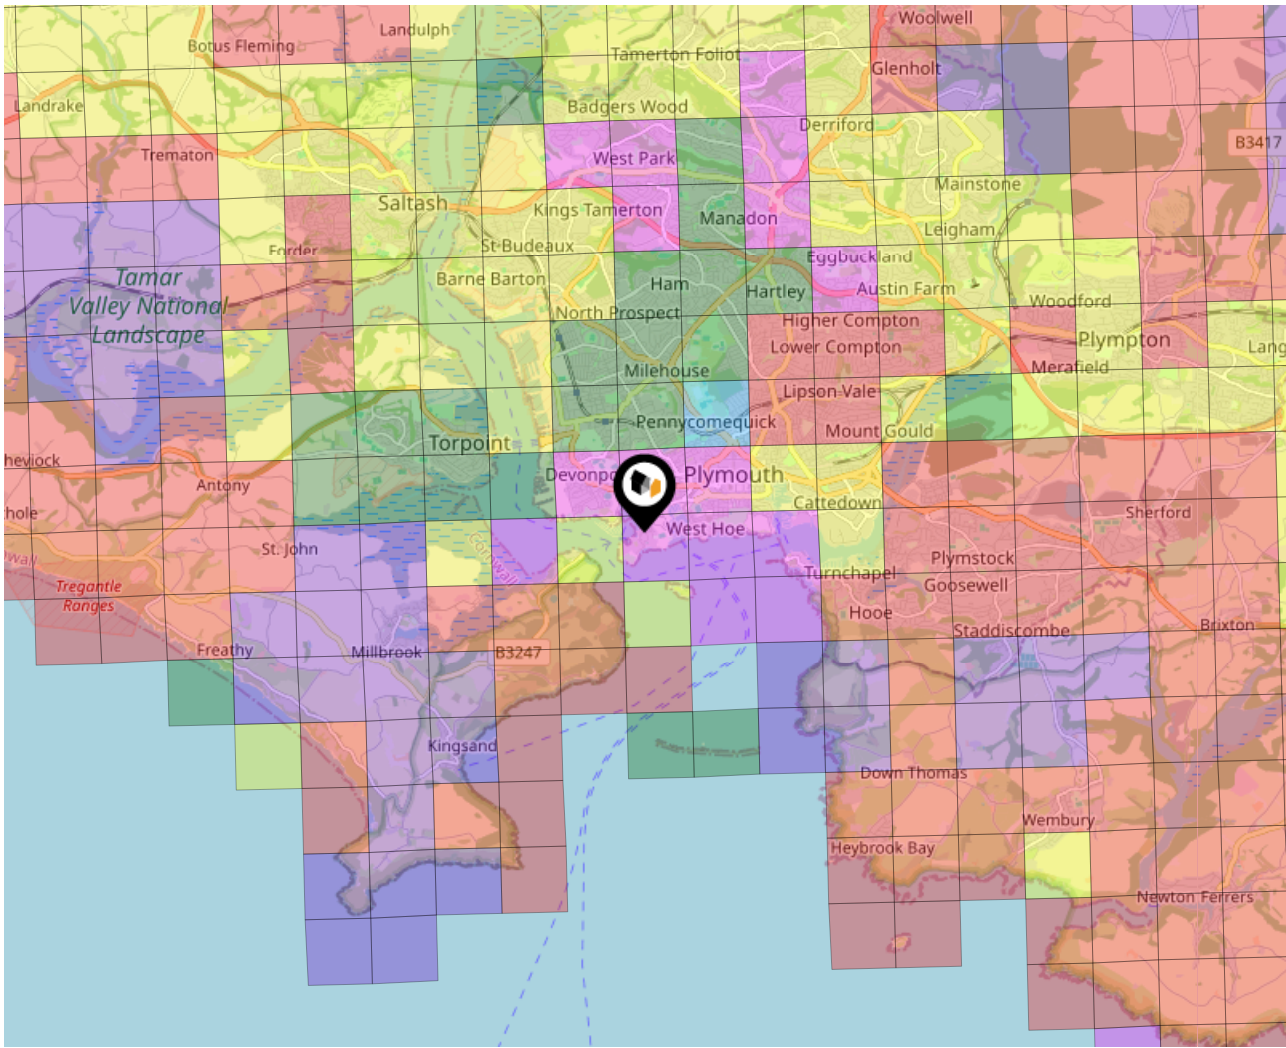 Woolwell
Landulph
Botus Fleming
Tamerton Foliot
Glenholt
Landrake
Badgers Wood
Derriford
B3417
Trematon
West Park
Mainstone
Saltash
Kings Tamerton
Manadon
Leigham
Forder
St Budeaux
Eggbuckland
Tamar
Valley National
Landscape
Barne Barton
Ham
Hartley
Austin Farm
Woodford
North Prospect
Higher Compton
Plympton
Lower Compton
Lang
Milehouse
Merafield
Lipson Vale
Pennycomequick
Mount Gould
Torpoint
heviock
Antony
Devonpo
Plymouth
Cattedown
hole
Sherford
West Hoe
St. John
Cornwall
nwall
Plymstock
Turnchapel
Tregantle
Ranges
Goosewell
Hooe
Brixton
Staddiscombe
Freathy
Millbrook
B3247
Kingsand
Down Thomas
Wembury
Heybrook Bay
Newton Ferrers